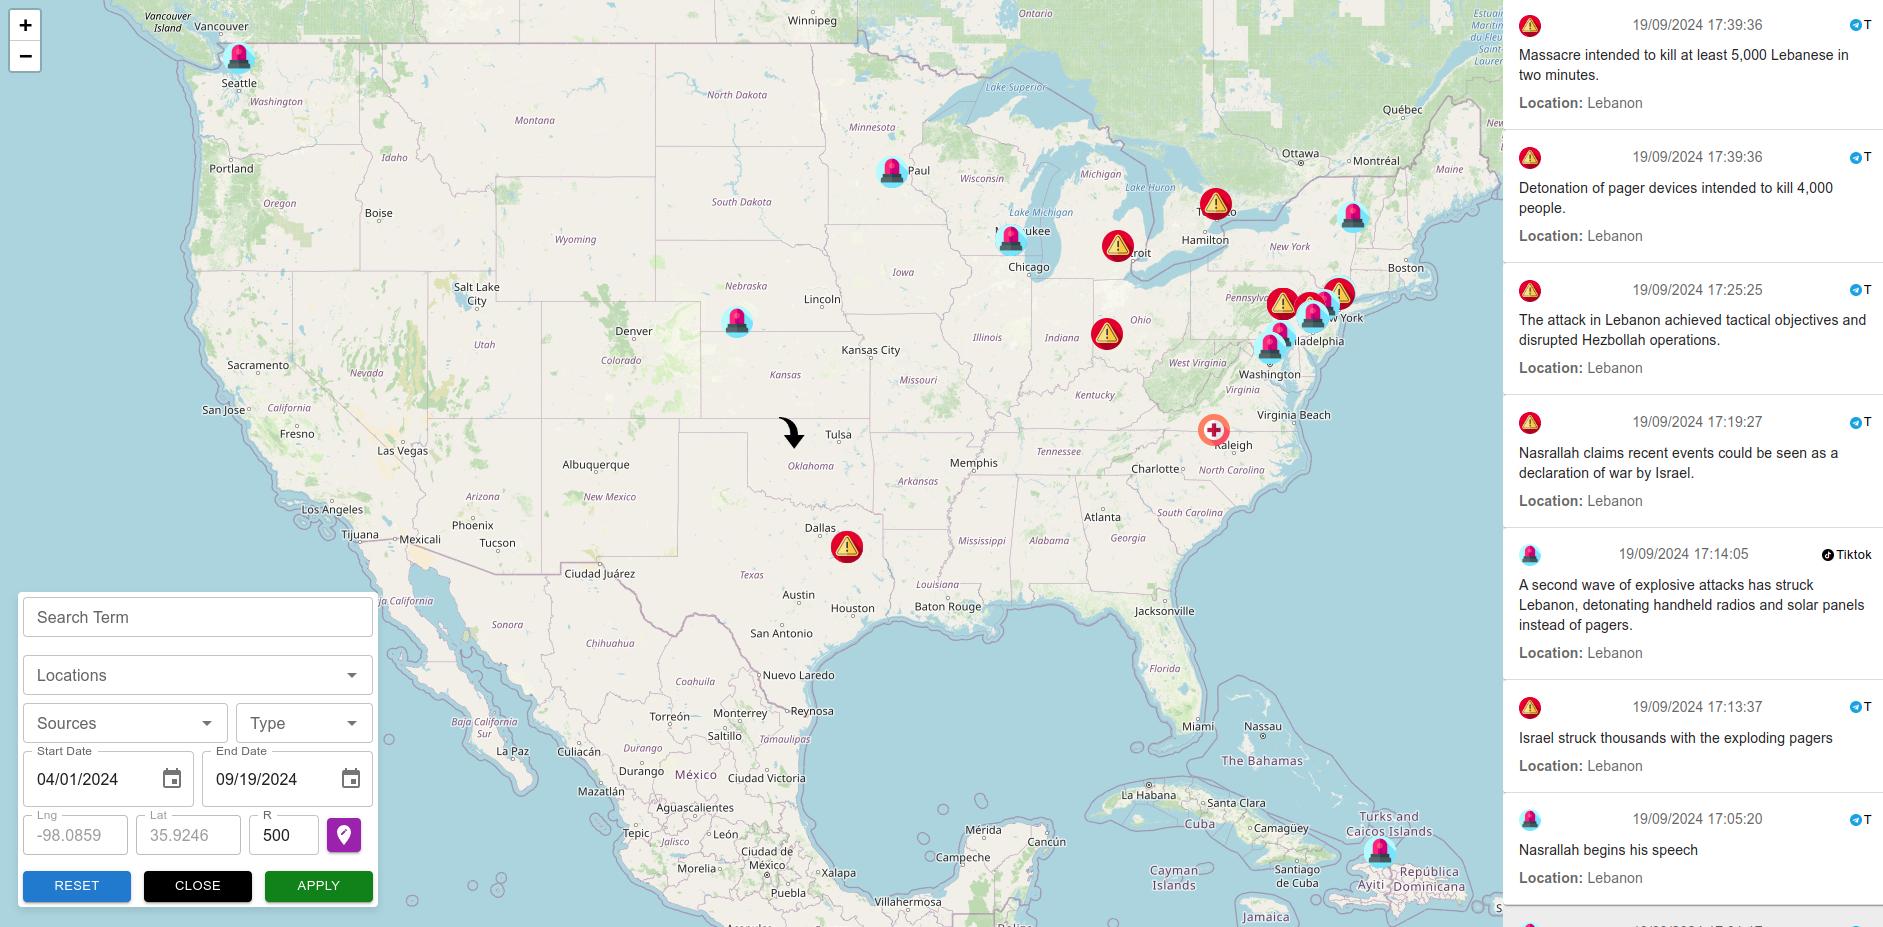 +
−
Vancouver
Island
Vancouver
Seattle
Washington
Portland
Oregon
Idaho
Boise
Montana
Wyoming
North Dakota
South Dakota
Nebraska
Lincoln
Winnipeg
Ontario
Minnesota
Paul
Wisconsin
Iowa
Lake Superior
Lake Michigan
Michigan
Lake Huron
Chicago
Ottawa
Montréal
Québec
Maine
Hamilton
New York
Boston
Pennsylv
w York
iladelphia
Washington
Ohio
Indiana
Illinois
West Virginia
Virginia
Virginia Beach
Kentucky
Salt Lake
City
Denver
Utah
Colorado
Kansas
Kansas City
Missouri
Sacramento
Nevada
San Jose
California
Fresno
Las Vegas
Los Angeles
Tijuana
Mexicali
Arizona
Phoenix
Tucson
Albuquerque
New Mexico
Tulsa
Oklahoma
Dallas
Texas
Austin
Houston
San Antonio
Memphis
Arkansas
Tennessee
Mississippi
Alabama
Georgia
Atlanta
Charlotte
Raleigh
North Carolina
South Carolina
Louisiana
Baton Rouge
Jacksonville
Florida
Miami
Nassau
The Bahamas
Ciudad Juárez
ja California
Sonora
Chihuahua
Coahuila
Nuevo Laredo
Reynosa
Torreón
Monterrey
Saltillo
Tamaulipas
Baja California
Sur
La Paz
Culiacán
Durango
Durango
México
Ciudad Victoria
Mazatlán
Aguascalientes
Tepic
León
Jalisco
Ciudad de
México
Morelia
Xalapa
Puebla
Villahermosa
Mérida
Campeche
Cancún
La Habana
Santa Clara
Cuba
Camagüey
Santiago
de Cuba
Cayman
Islands
Jamaica
Turks and
Caicos Islands
Ayiti
República
Dominicana
Search Term
Locations
Sources
Type
Start Date
04/01/2024
End Date
09/19/2024
Lng
-98.0859
Lat
35.9246
R
500
RESET
CLOSE
APPLY
19/09/2024 17:39:36
T
Massacre intended to kill at least 5,000 Lebanese in
two minutes.
Location: Lebanon
19/09/2024 17:39:36
T
Detonation of pager devices intended to kill 4,000
people.
Location: Lebanon
19/09/2024 17:25:25
T
The attack in Lebanon achieved tactical objectives and
disrupted Hezbollah operations.
Location: Lebanon
19/09/2024 17:19:27
T
Nasrallah claims recent events could be seen as a
declaration of war by Israel.
Location: Lebanon
19/09/2024 17:14:05
Tiktok
A second wave of explosive attacks has struck
Lebanon, detonating handheld radios and solar panels
instead of pagers.
Location: Lebanon
19/09/2024 17:13:37
T
Israel struck thousands with the exploding pagers
Location: Lebanon
19/09/2024 17:05:20
T
Nasrallah begins his speech
Location: Lebanon